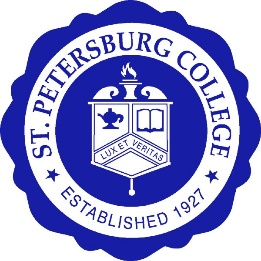 ST. PETERSBURG COLLEGE
LUX ET VERITAS
ESTABLISHED 1927